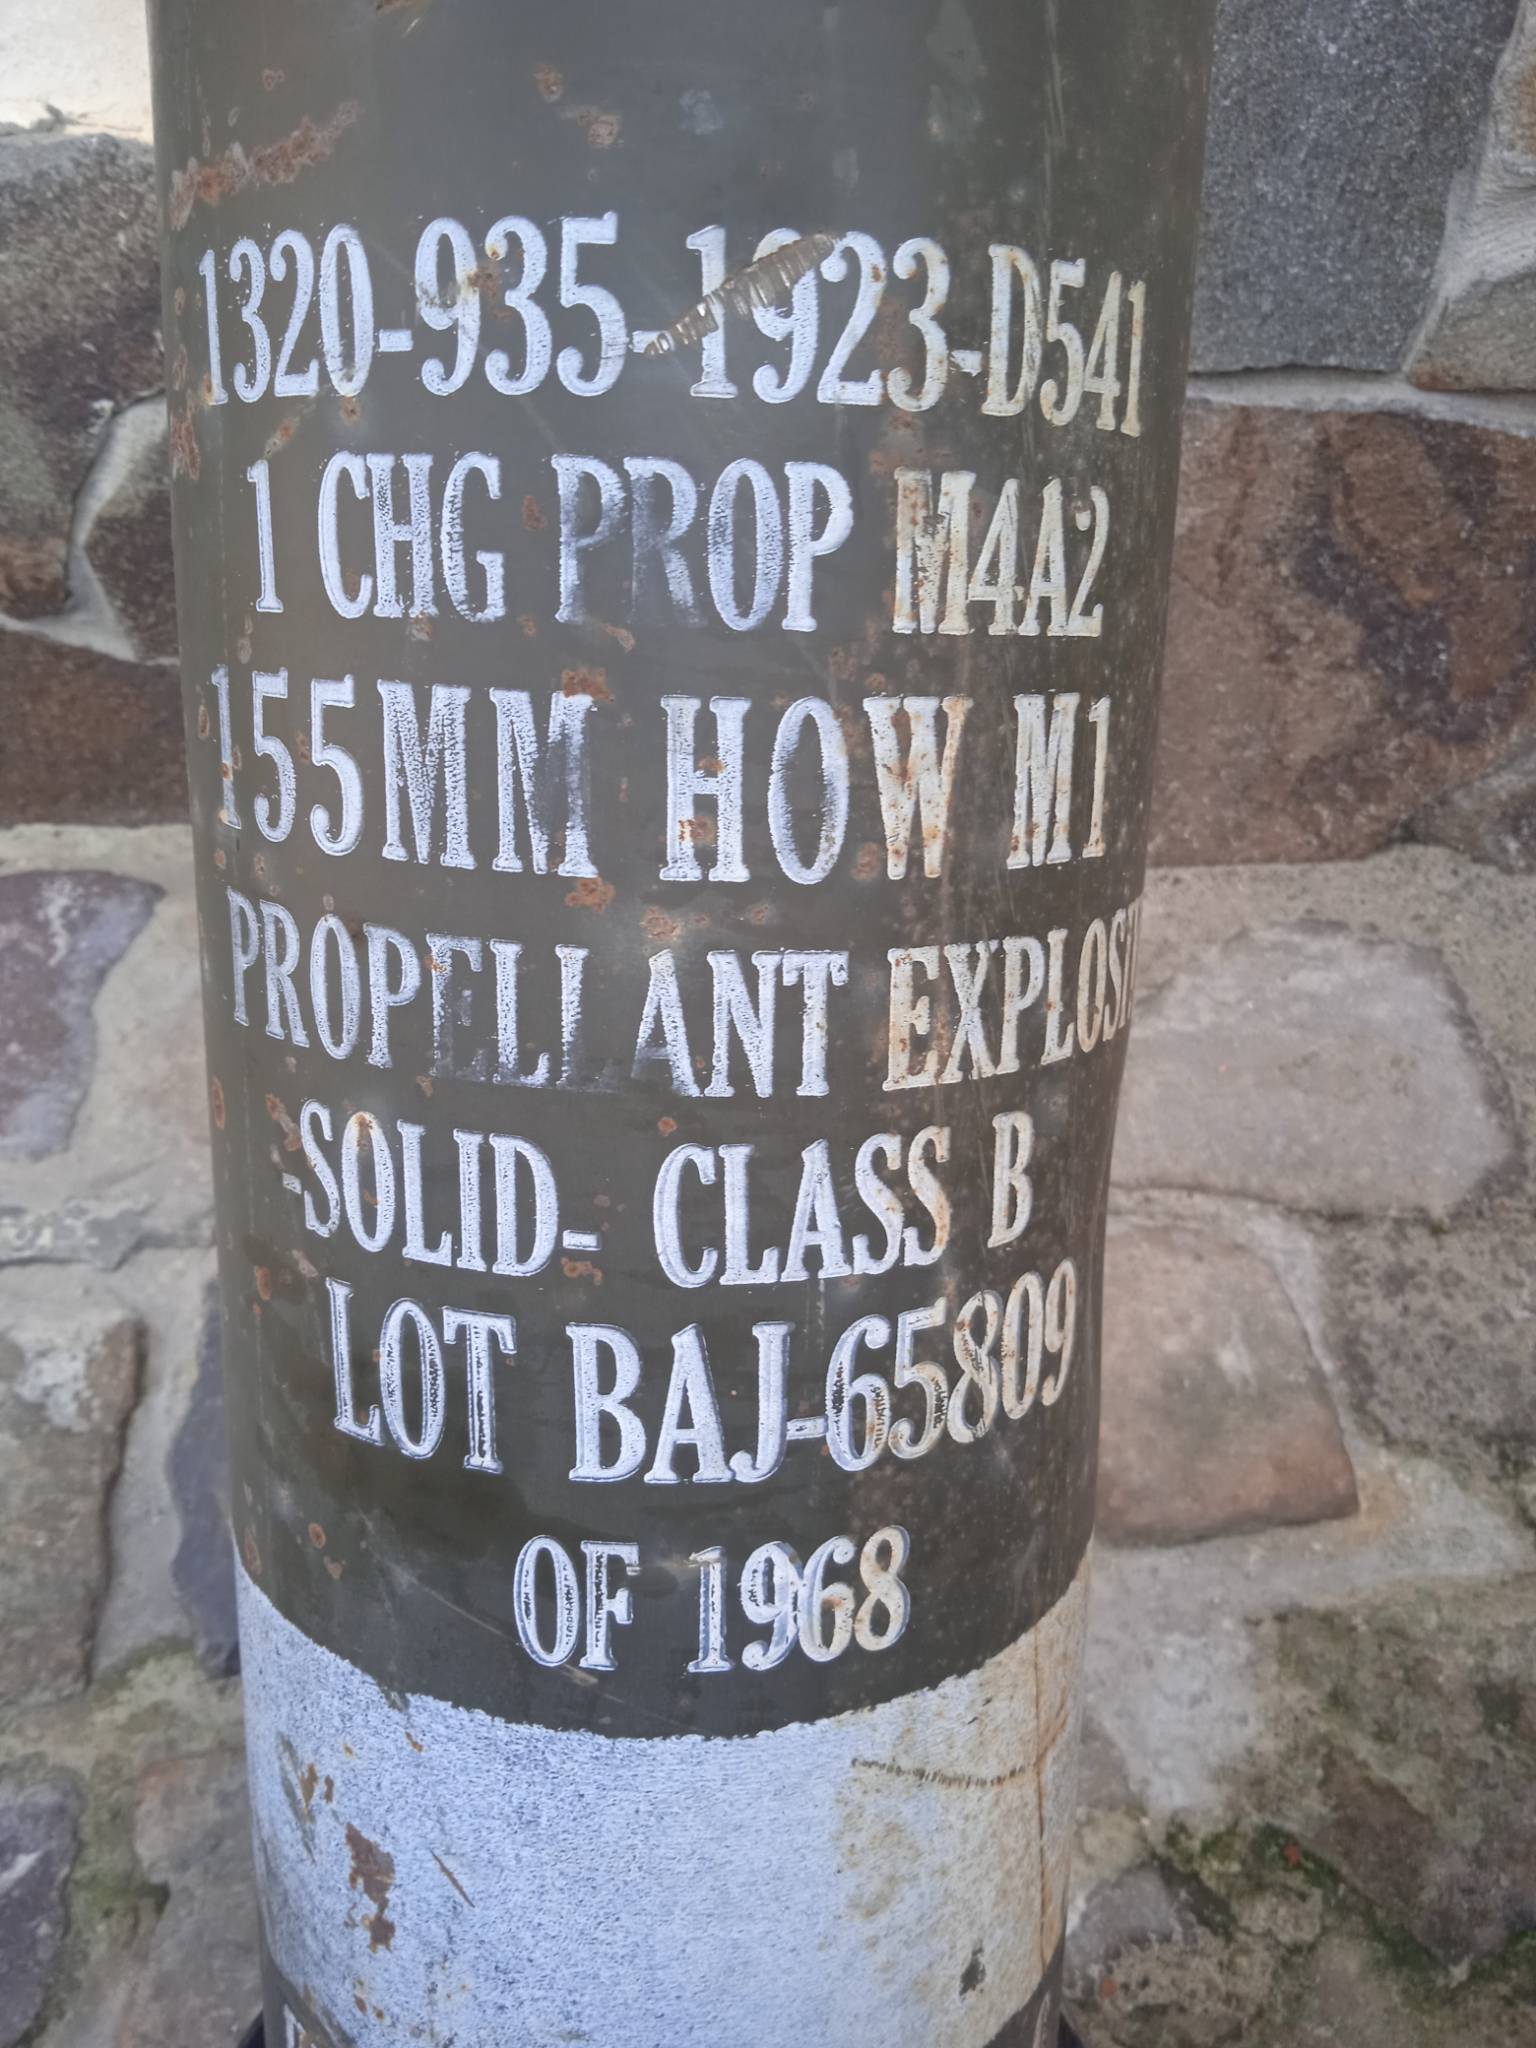 1320-935-1923-D541
1 CHG PROP M4A2
155MM HOW M1
PROPELLANT EXPLOSI
-SOLID- CLASS B
LOT BAJ-65809
OF 1968